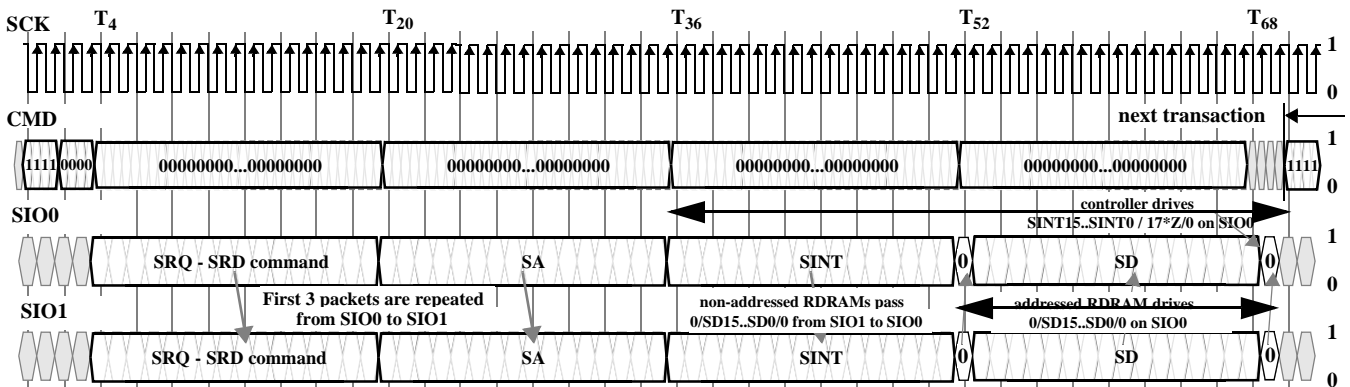 SCK T4 T20 T36 T52 T68
1
0
CMD next transaction
1111 0000 00000000...00000000 00000000...00000000 00000000...00000000 00000000...00000000 1111
1
0
SIO0 controller drives
SINT15..SINT0 / 17*Z/0 on SIO0
SRQ - SRD command SA SINT 0 SD 0
1
0
First 3 packets are repeated
from SIO0 to SIO1
non-addressed RDRAMs pass
0/SD15..SD0/0 from SIO1 to SIO0
addressed RDRAM drives
0/SD15..SD0/0 on SIO0
SIO1
SRQ - SRD command SA SINT 0 SD 0
1
0